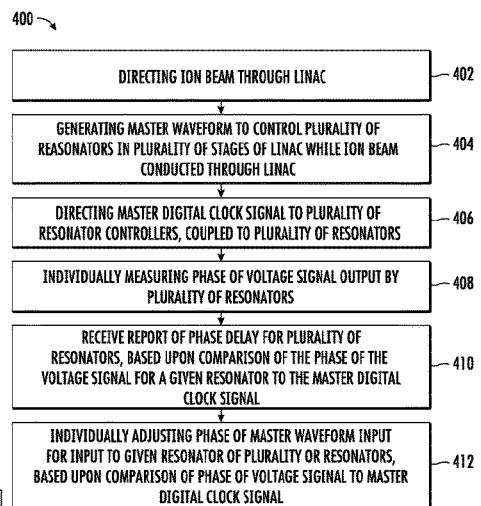 400
DIRECTING ION BEAM THROUGH LINAC
402
GENERATING MASTER WAVEFORM TO CONTROL PLURALITY OF
REASONATORS IN PLURALITY OF STAGES OF LINAC WHILE ION BEAM
CONDUCTED THROUGH LINAC
404
DIRECTING MASTER DIGITAL CLOCK SIGNAL TO PLURALITY OF
RESONATOR CONTROLLERS, COUPLED TO PLURALITY OF RESONATORS
406
INDIVIDUALLY MEASURING PHASE OF VOLTAGE SIGNAL OUTPUT BY
PLURALITY OF RESONATORS
408
RECEIVE REPORT OF PHASE DELAY FOR PLURALITY OF
RESONATORS, BASED UPON COMPARISON OF THE PHASE OF THE
VOLTAGE SIGNAL FOR A GIVEN RESONATOR TO THE MASTER DIGITAL
CLOCK SIGNAL
410
INDIVIDUALLY ADJUSTING PHASE OF MASTER WAVEFORM INPUT
FOR INPUT TO GIVEN RESONATOR OF PLURALITY OR RESONATORS,
BASED UPON COMPARISON OF PHASE OF VOLTAGE SIGINAL TO MASTER
DIGITAL CLOCK SIGNAL
412